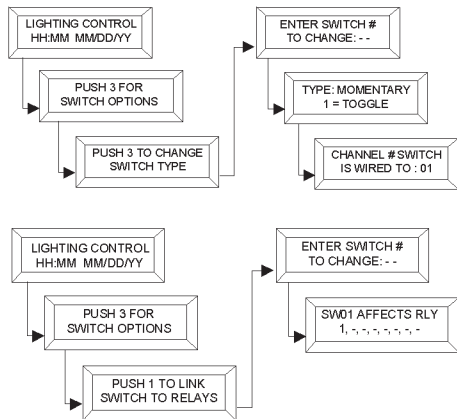 LIGHTING CONTROL
HH:MM MM/DD/YY
PUSH 3 FOR
SWITCH OPTIONS
PUSH 3 TO CHANGE
SWITCH TYPE
ENTER SWITCH #
TO CHANGE: - -
TYPE: MOMENTARY
1 = TOGGLE
CHANNEL # SWITCH
IS WIRED TO : 01
LIGHTING CONTROL
HH:MM MM/DD/YY
PUSH 3 FOR
SWITCH OPTIONS
PUSH 1 TO LINK
SWITCH TO RELAYS
ENTER SWITCH #
TO CHANGE: - -
SW01 AFFECTS RLY
1, -, -, -, -, -, -, -